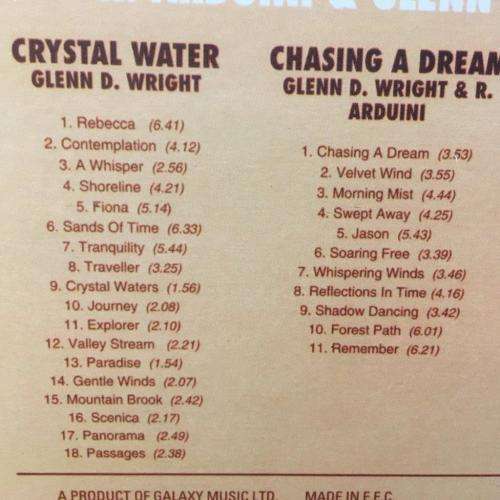 ARDUINI & GLENN
CRYSTAL WATER
GLENN D. WRIGHT
1. Rebecca (6.41)
2. Contemplation (4.12)
3. A Whisper (2.56)
4. Shoreline (4.21)
5. Fiona (5.14)
6. Sands Of Time (6.33)
7. Tranquility (5.44)
8. Traveller (3.25)
9. Crystal Waters (1.56)
10. Journey (2.08)
11. Explorer (2.10)
12. Valley Stream (2.21)
13. Paradise (1.54)
14. Gentle Winds (2.07)
15. Mountain Brook (2.42)
16. Scenica (2.17)
17. Panorama (2.49)
18. Passages (2.38)
CHASING A DREAM
GLENN D. WRIGHT & R.
ARDUINI
1. Chasing A Dream (3.53)
2. Velvet Wind (3.55)
3. Morning Mist (4.44)
4. Swept Away (4.25)
5. Jason (5.43)
6. Soaring Free (3.39)
7. Whispering Winds (3.46)
8. Reflections In Time (4.16)
9. Shadow Dancing (3.42)
10. Forest Path (6.01)
11. Remember (6.21)
A PRODUCT OF GALAXY MUSIC LTD. MADE IN E.E.C.